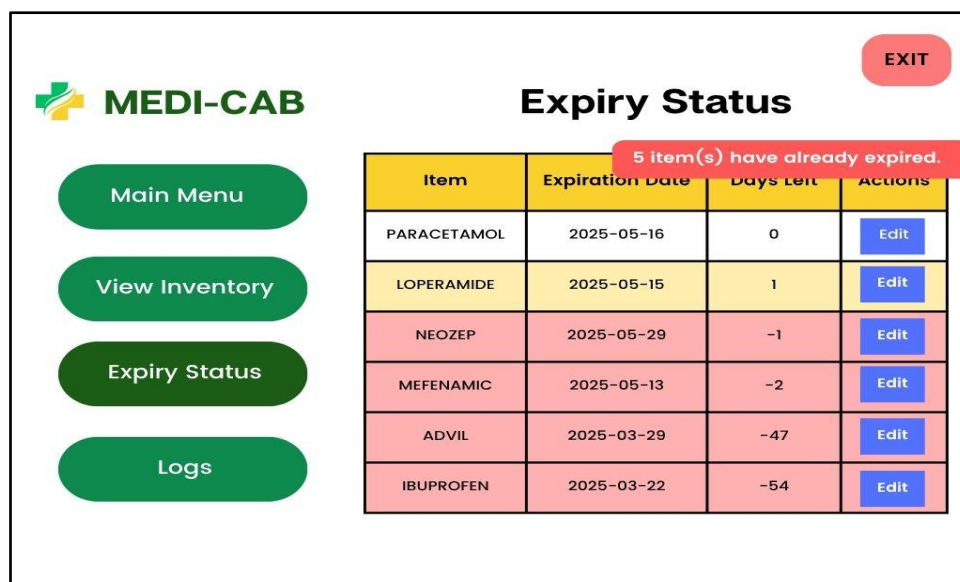 EXIT
MEDI-CAB
Expiry Status
5 item(s) have already expired.
Main Menu
View Inventory
Expiry Status
Logs
Item Expiration Date Days Left Actions
PARACETAMOL 2025-05-16 0 Edit
LOPERAMIDE 2025-05-15 1 Edit
NEOZEP 2025-05-29 -1 Edit
MEFENAMIC 2025-05-13 -2 Edit
ADVIL 2025-03-29 -47 Edit
IBUPROFEN 2025-03-22 -54 Edit